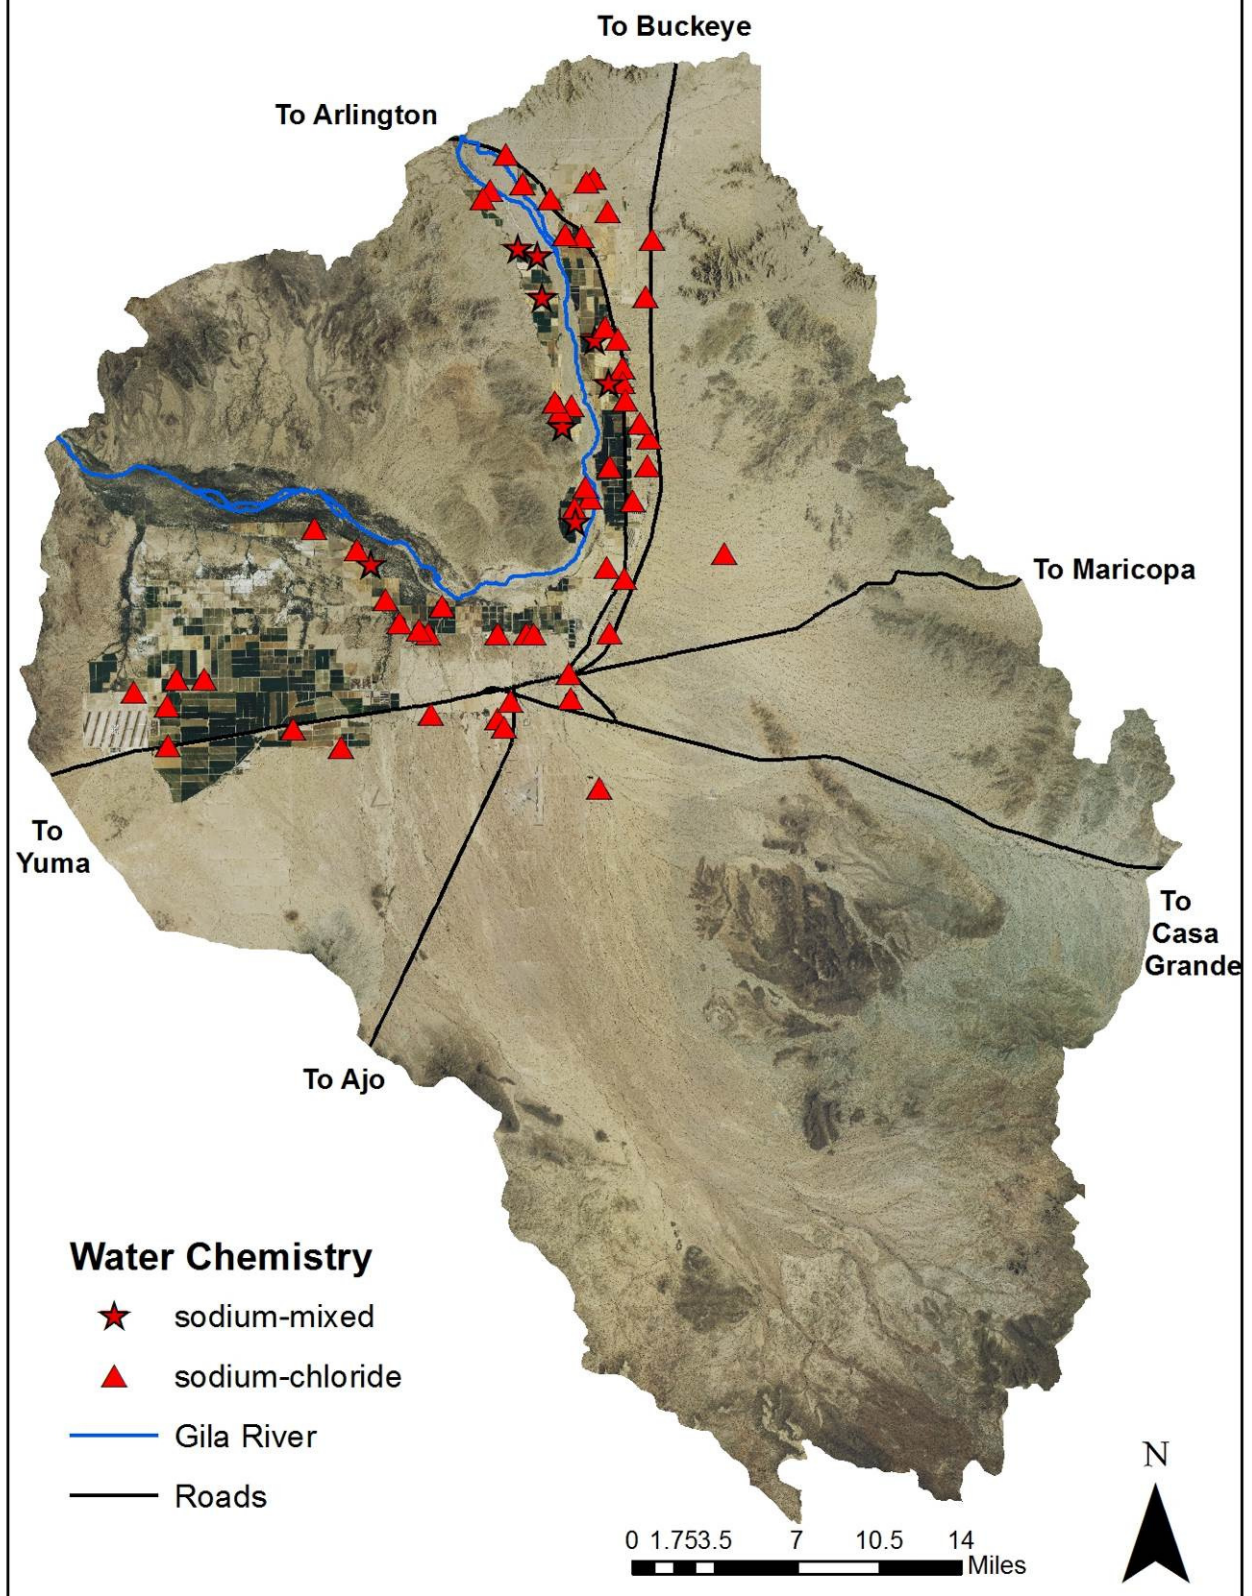 To Buckeye
To Arlington
To Maricopa
To
Yuma
To
Casa
Grande
To Ajo
Water Chemistry
sodium-mixed
sodium-chloride
Gila River
Roads
N
0 1.753.5 7 10.5 14
Miles